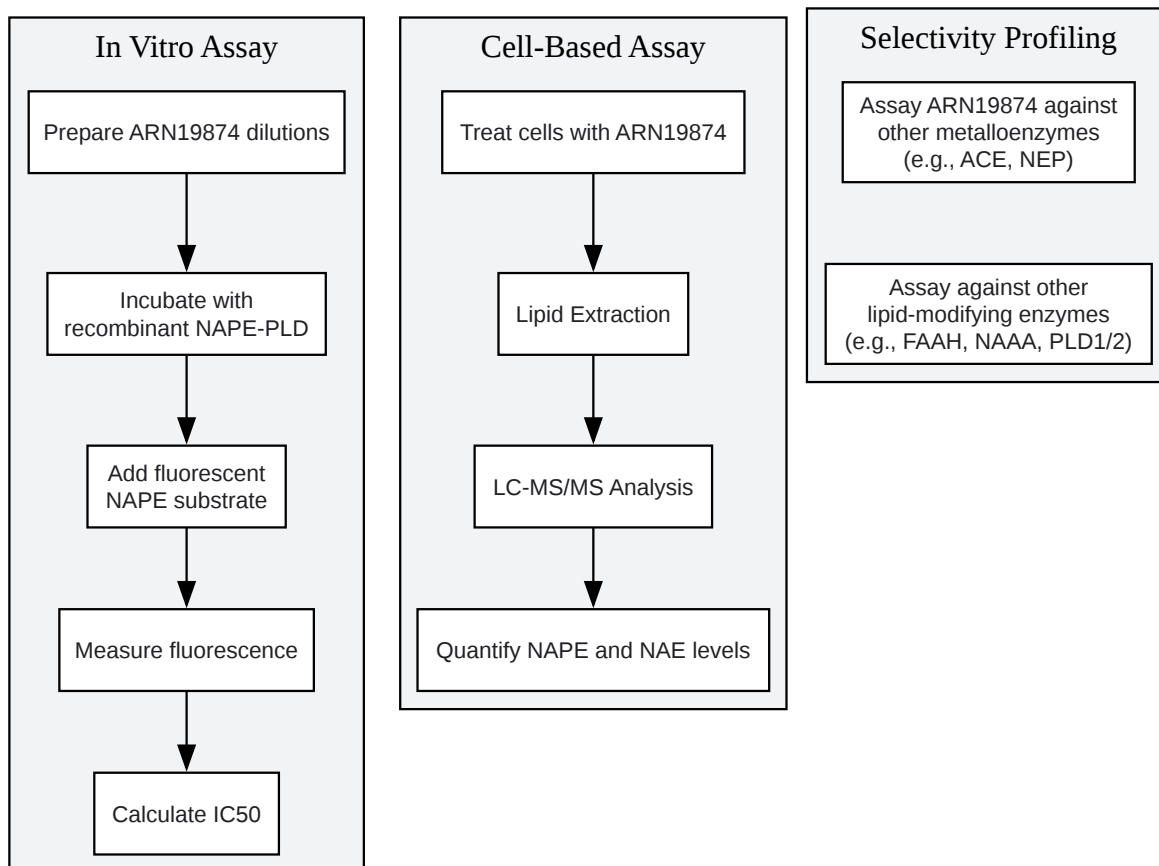 In Vitro Assay
Prepare ARN19874 dilutions
Incubate with
recombinant NAPE-PLD
Add fluorescent
NAPE substrate
Measure fluorescence
Calculate IC50
Cell-Based Assay
Treat cells with ARN19874
Lipid Extraction
LC-MS/MS Analysis
Quantify NAPE and NAE levels
Selectivity Profiling
Assay ARN19874 against
other metalloenzymes
(e.g., ACE, NEP)
Assay against other
lipid-modifying enzymes
(e.g., FAAH, NAAA, PLD1/2)